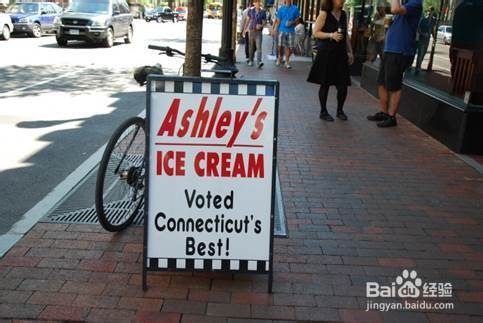 Ashley's
ICE CREAM
Voted
Connecticut's
Best!
Baidu经验
jingyan.baidu.com